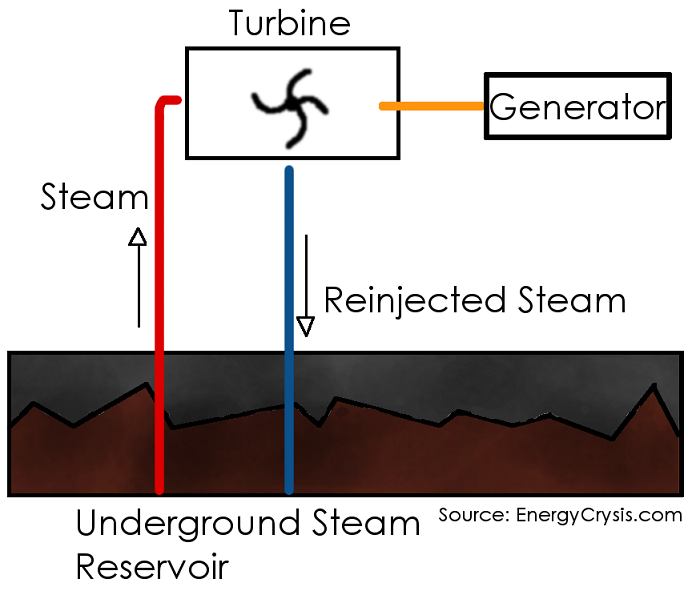 Turbine
Generator
Steam
Reinjected Steam
Underground Steam
Reservoir
Source: EnergyCrysis.com